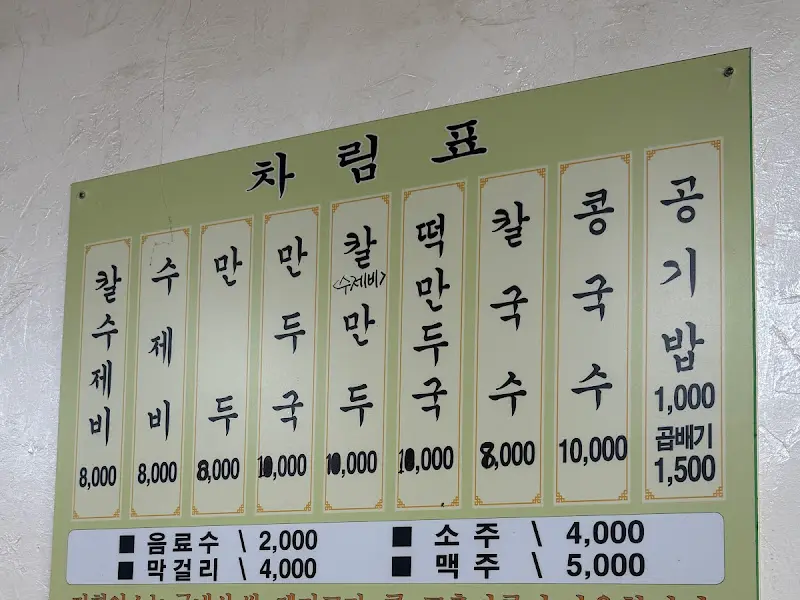 차림표
칼수제비 8,000
수제비 8,000
만두 8,000
만두국 10,000
칼<수제비>만두 10,000
떡만두국 10,000
칼국수 8,000
콩국수 10,000
공기밥 1,000
곱배기 1,500
■ 음료수 \ 2,000
■ 소주 \ 4,000
■ 막걸리 \ 4,000
■ 맥주 \ 5,000